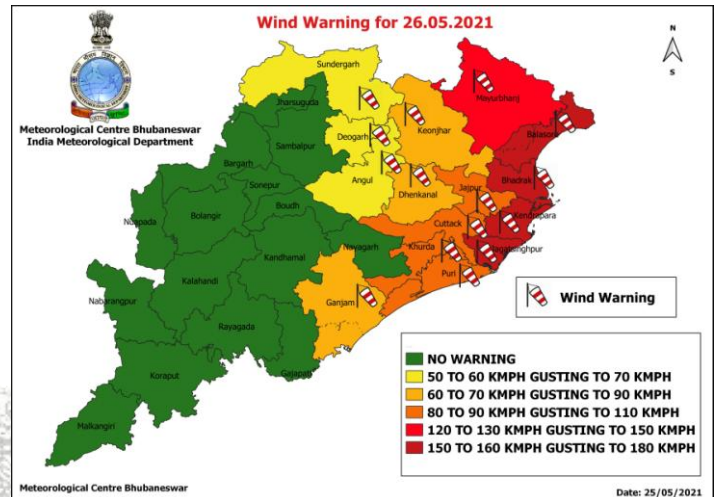 Wind Warning for 26.05.2021
N
S
Meteorological Centre Bhubaneswar
India Meteorological Department
Sundergarh
Jharsuguda
Mayurbhanj
Keonjhar
Balasore
Deogarh
Sambalpur
Bargarh
Angul
Dhenkanal
Bhadrak
Jajpur
Sonepur
Kendrapara
Nuapada
Bolangir
Boudh
Cuttack
Nayagarh
Khurda
Jagatsinghpur
Kandhamal
Puri
Kalahandi
Nabarangpur
Ganjam
Rayagada
Gajapati
Koraput
Malkangiri
Wind Warning
NO WARNING
50 TO 60 KMPH GUSTING TO 70 KMPH
60 TO 70 KMPH GUSTING TO 90 KMPH
80 TO 90 KMPH GUSTING TO 110 KMPH
120 TO 130 KMPH GUSTING TO 150 KMPH
150 TO 160 KMPH GUSTING TO 180 KMPH
Meteorological Centre Bhubaneswar
Date: 25/05/2021